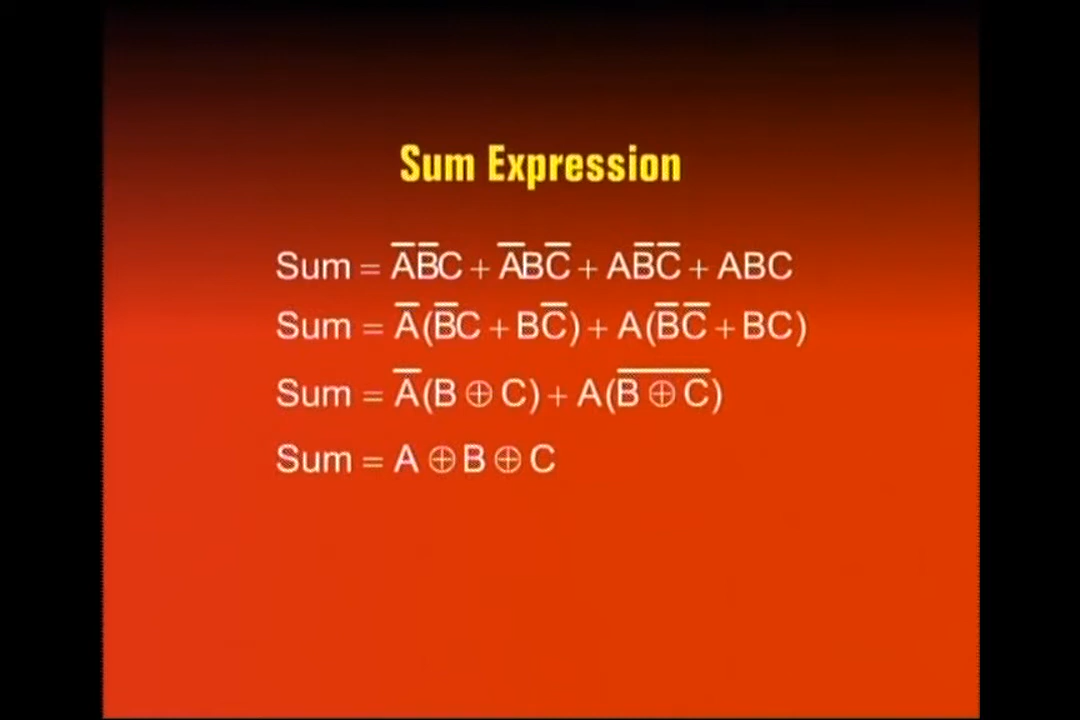 Sum Expression
Sum = A̅B̅C + A̅BC̅ + AB̅C̅ + ABC
Sum = A̅(B̅C + BC̅) + A(B̅C̅ + BC)
Sum = A̅(B ⊕ C) + A(B̅ ̅⊕̅ ̅C̅)
Sum = A ⊕ B ⊕ C